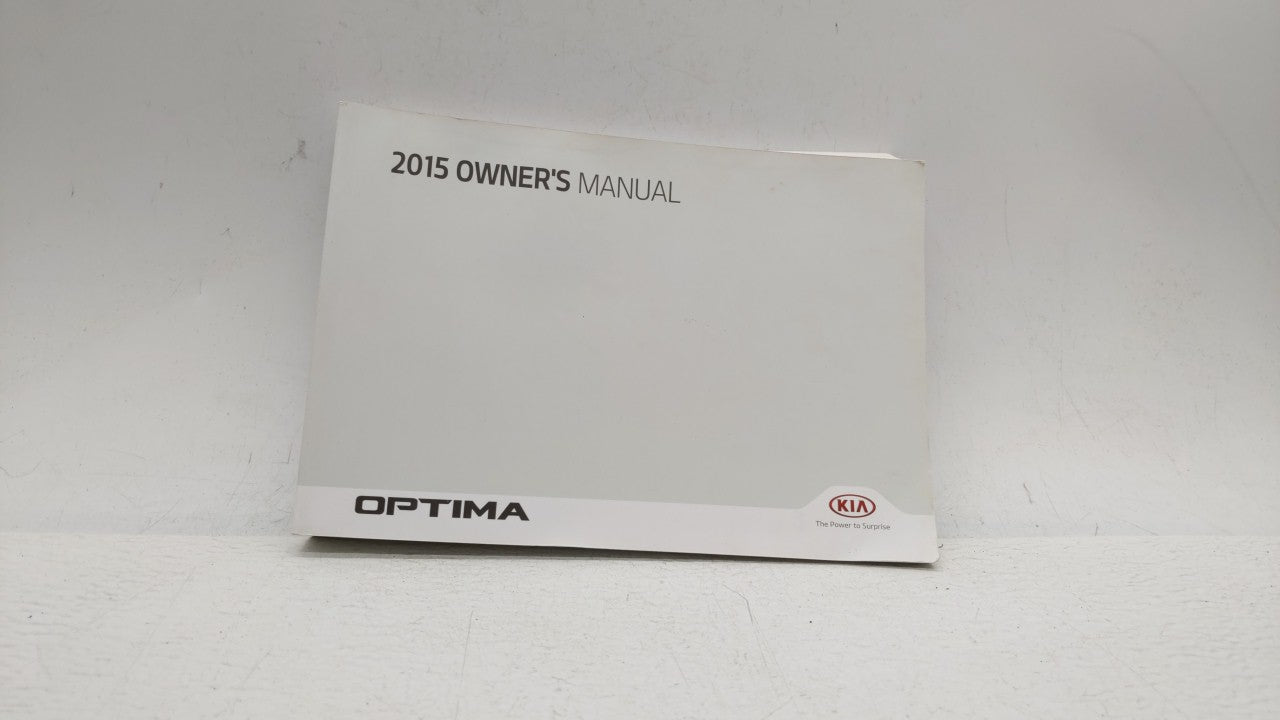 2015 OWNER'S MANUAL
OPTIMA
KIA
The Power to Surprise